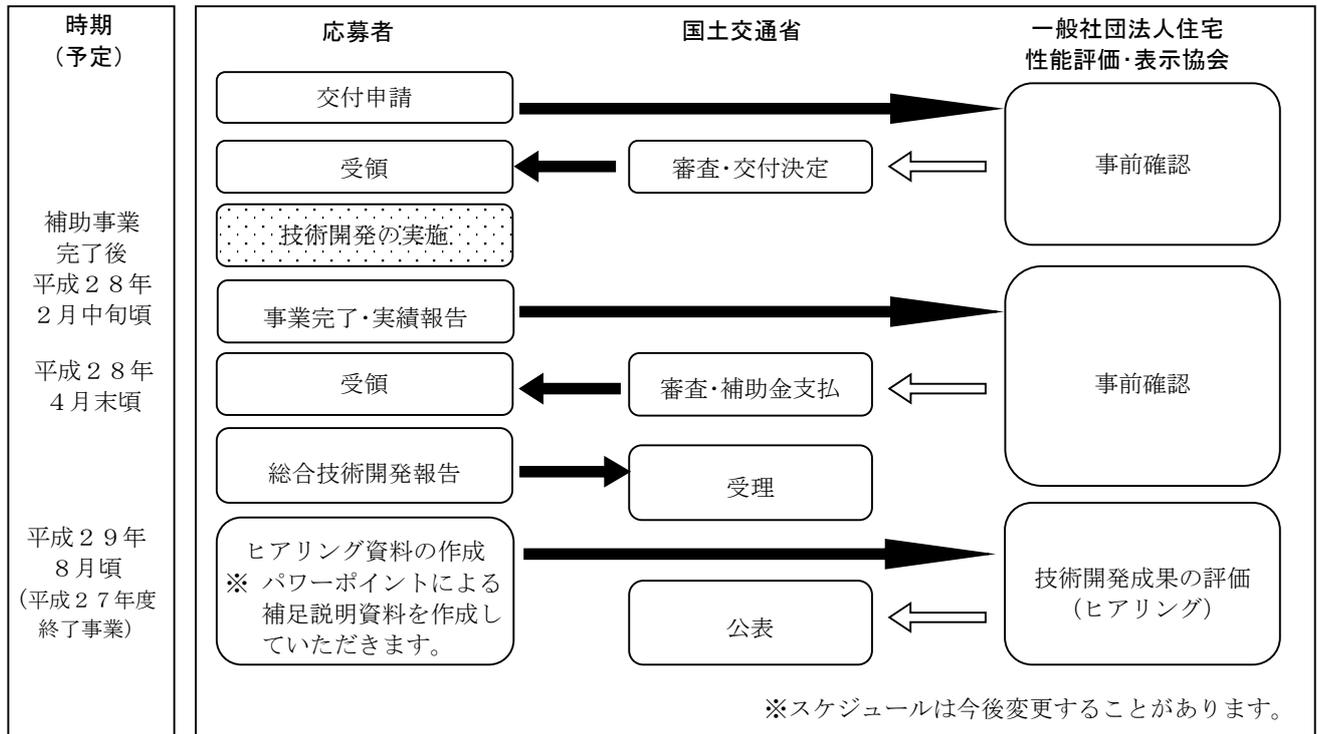 時期
（予定）
応募者
国土交通省
一般社団法人住宅
性能評価・表示協会
交付申請
受領
審査・交付決定
事前確認
技術開発の実施
補助事業
完了後
平成２８年
２月中旬頃
事業完了・実績報告
平成２８年
４月末頃
受領
審査・補助金支払
事前確認
総合技術開発報告
受理
平成２９年
８月頃
（平成２７年度
終了事業）
ヒアリング資料の作成
※ パワーポイントによる
補足説明資料を作成し
ていただきます。
公表
技術開発成果の評価
（ヒアリング）
※スケジュールは今後変更することがあります。